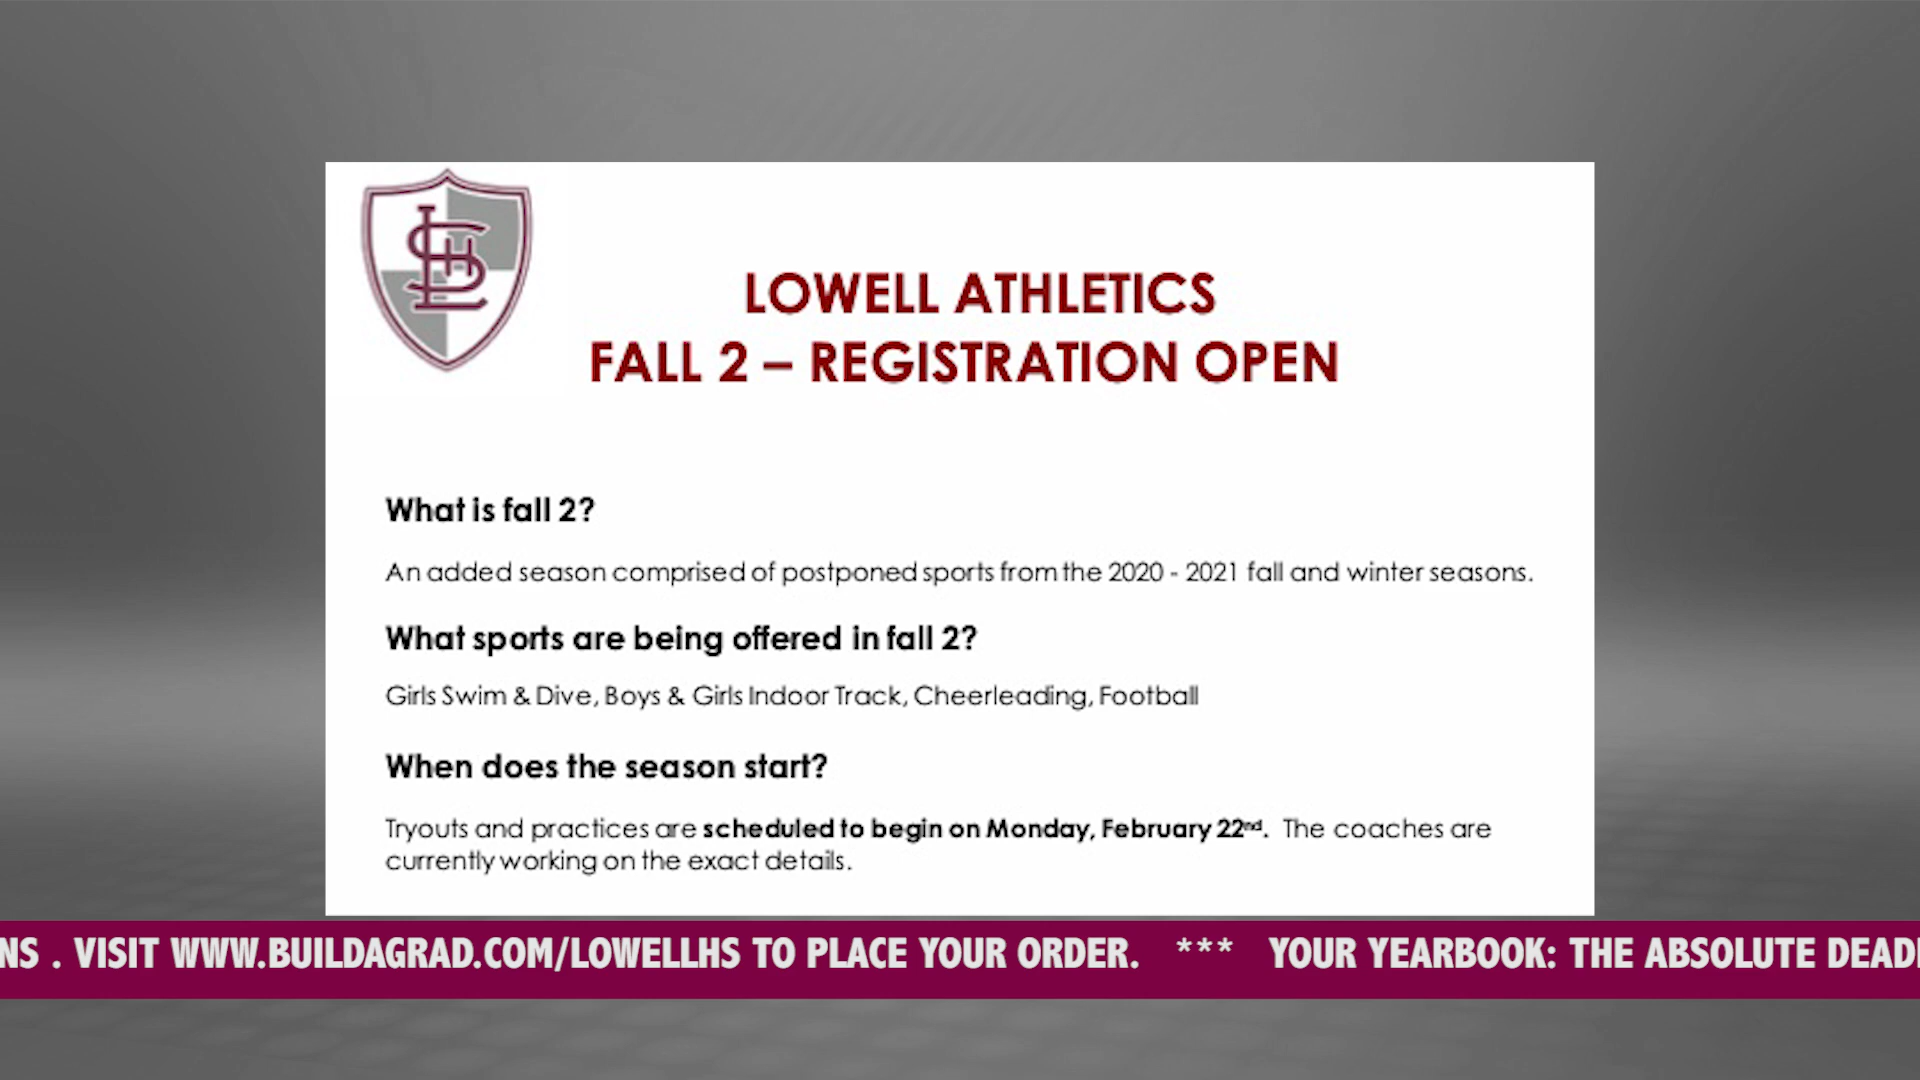 LSH
LOWELL ATHLETICS
FALL 2 – REGISTRATION OPEN
What is fall 2?
An added season comprised of postponed sports from the 2020 - 2021 fall and winter seasons.
What sports are being offered in fall 2?
Girls Swim & Dive, Boys & Girls Indoor Track, Cheerleading, Football
When does the season start?
Tryouts and practices are scheduled to begin on Monday, February 22nd. The coaches are
currently working on the exact details.
NS . VISIT WWW.BUILDAGRAD.COM/LOWELLHS TO PLACE YOUR ORDER. *** YOUR YEARBOOK: THE ABSOLUTE DEADL